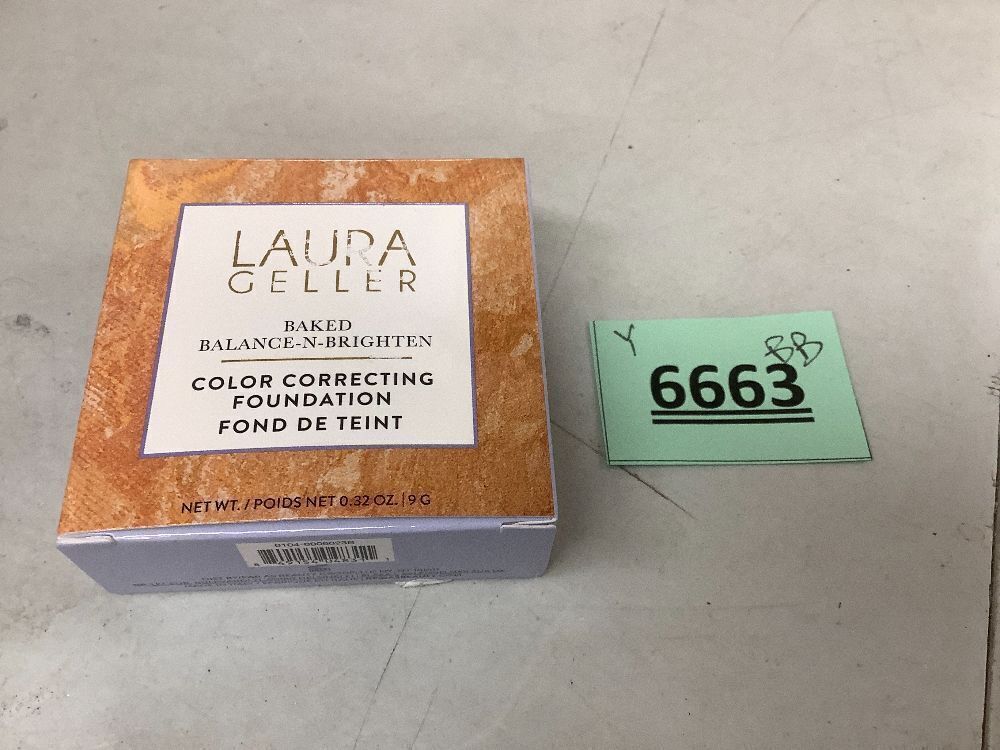 LAURA
GELLER
BAKED
BALANCE-N-BRIGHTEN
COLOR CORRECTING
FOUNDATION
FOND DE TEINT
NET WT. / POIDS NET 0.32 OZ. | 9 G
Y
BB
6663